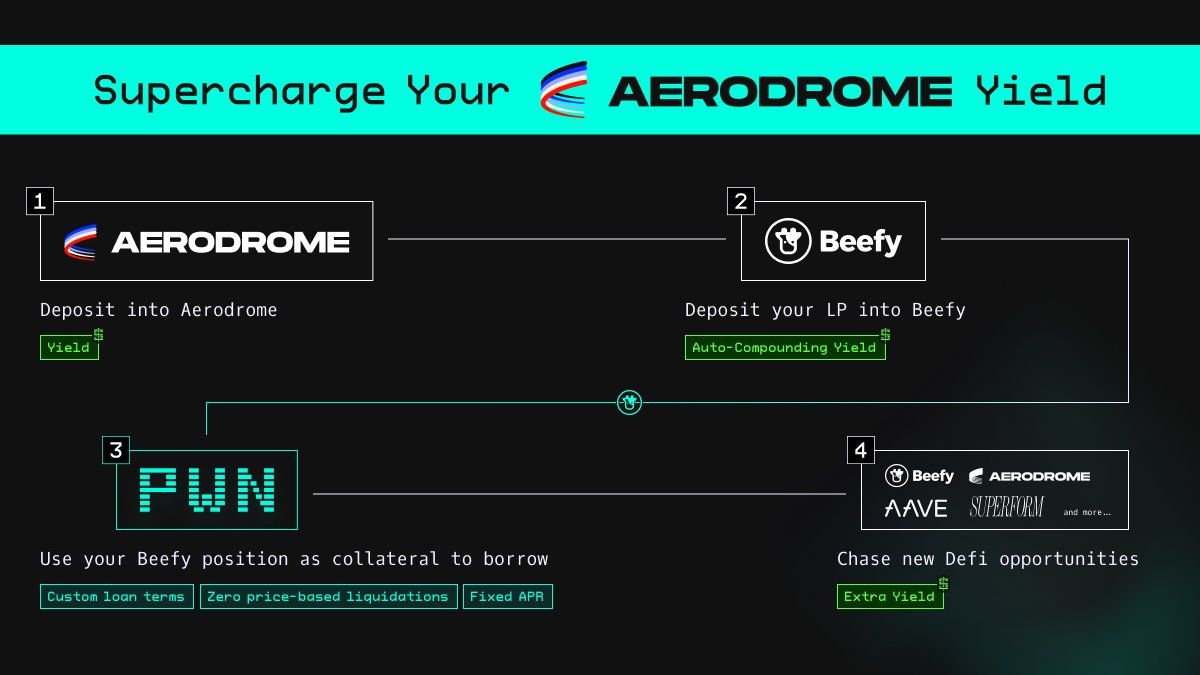 Supercharge Your AERODROME Yield
1
AERODROME
Deposit into Aerodrome
Yield
2
Beefy
Deposit your LP into Beefy
Auto-Compounding Yield
3
PWN
Use your Beefy position as collateral to borrow
Custom loan terms
Zero price-based liquidations
Fixed APR
4
Beefy AERODROME
AAVE SUPERFORM and more...
Chase new Defi opportunities
Extra Yield